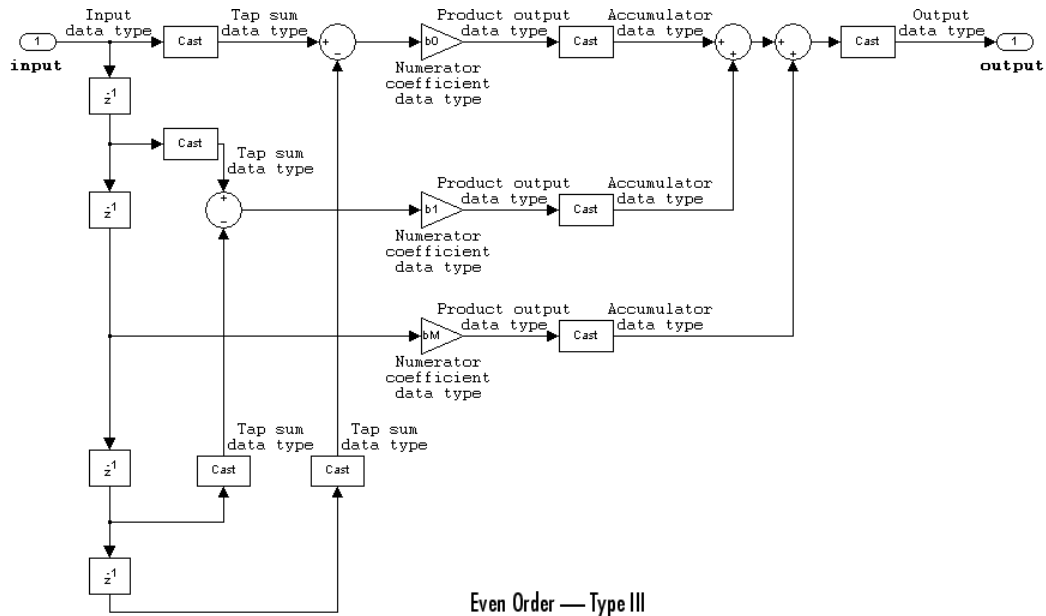 Input
data type
Tap sum
data type
Product output
data type
Accumulator
data type
Output
data type
1
input
Cast
+
−
b0
Cast
+
+
+
+
Cast
1
output
Numerator
coefficient
data type
z-1
Cast
Tap sum
data type
Product output
data type
Accumulator
data type
z-1
+
−
b1
Cast
Numerator
coefficient
data type
Product output
data type
Accumulator
data type
bM
Cast
Numerator
coefficient
data type
Tap sum
data type
Tap sum
data type
z-1
Cast
Cast
z-1
Even Order — Type III